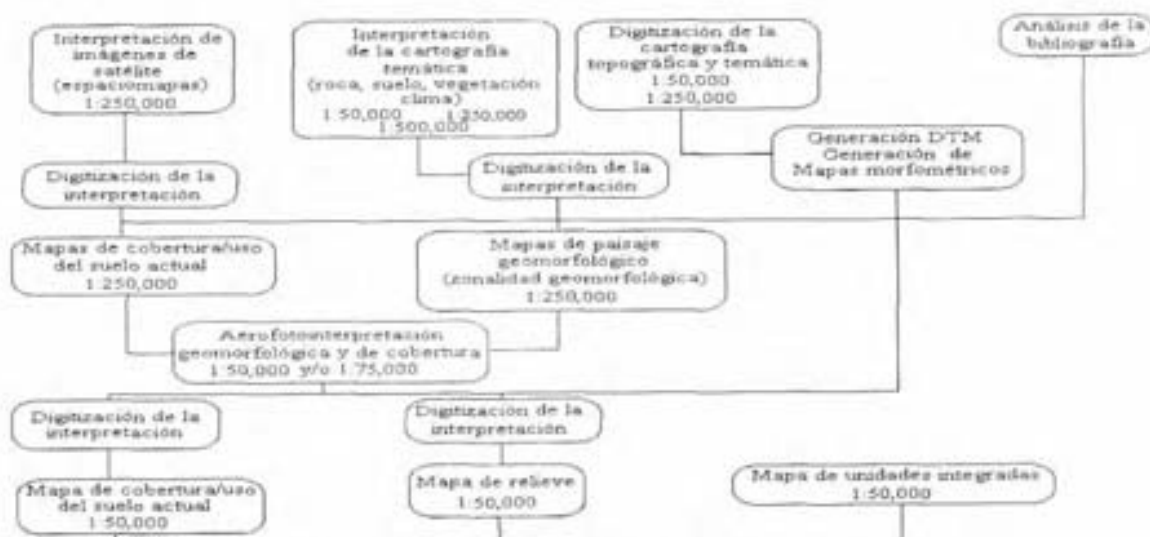 Interpretación de
imágenes de
satélite
(espaciomapas)
1:250,000
Interpretación
de la cartografía
temática
(roca, suelo, vegetación
clima)
1:50,000 1:250,000
1:500,000
Digitización de la
cartografía
topográfica y temática
1:50,000
1:250,000
Análisis de la
bibliografía
Generación DTM
Generación de
Mapas morfométricos
Digitización de la
interpretación
Digitización de la
interpretación
Mapas de cobertura/uso
del suelo actual
1:250,000
Mapas de paisaje
geomorfológico
(zonalidad geomorfológica)
1:250,000
Aerofotointerpretación
geomorfológica y de cobertura
1:50,000 y/o 1:75,000
Digitización de la
interpretación
Digitización de la
interpretación
Mapa de cobertura/uso
del suelo actual
1:50,000
Mapa de relieve
1:50,000
Mapa de unidades integradas
1:50,000